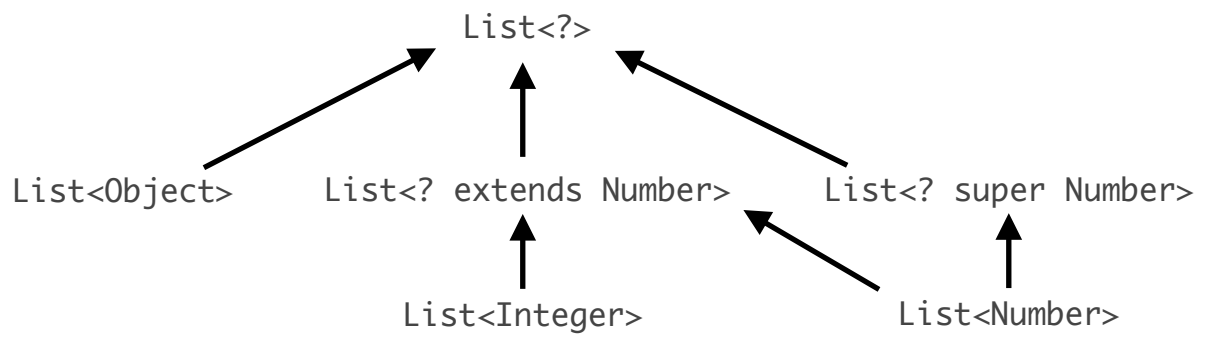 List<?>
List<Object> List<? extends Number> List<? super Number>
List<Integer> List<Number>